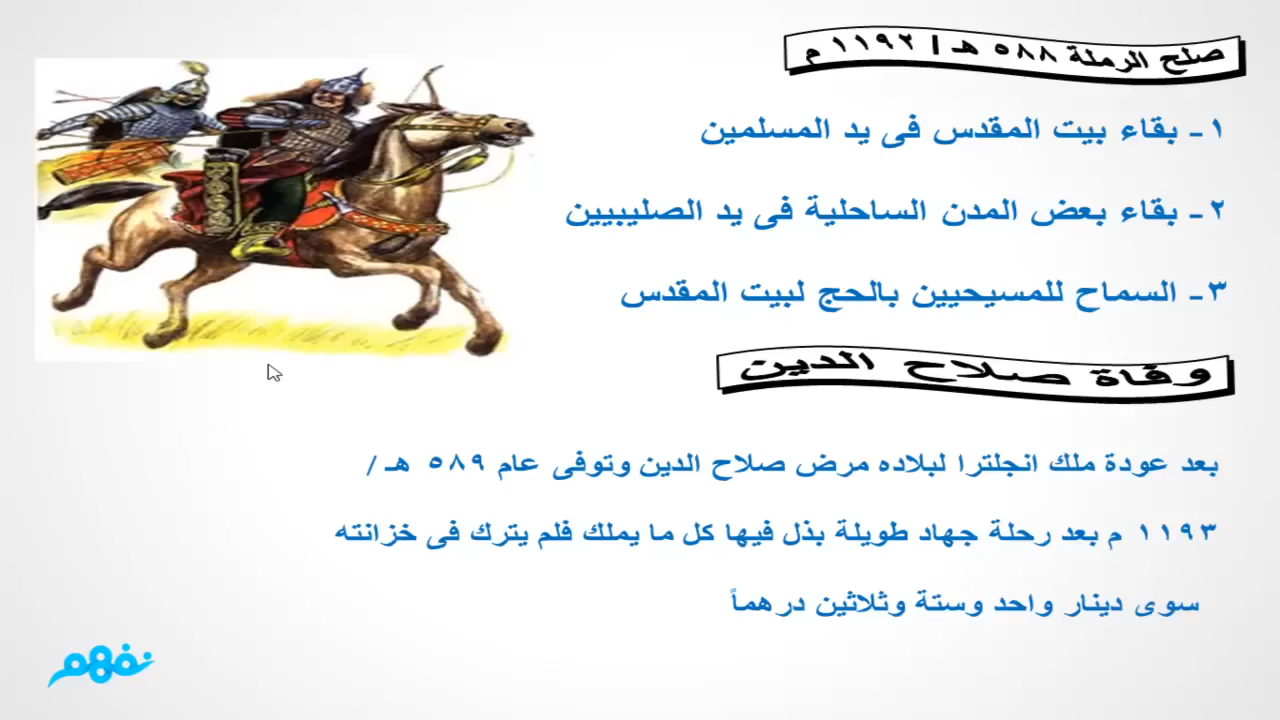 صلح الرملة ٥٨٨ هـ / ١١٩٢ م
١- بقاء بيت المقدس فى يد المسلمين
٢- بقاء بعض المدن الساحلية فى يد الصليبيين
٣- السماح للمسيحيين بالحج لبيت المقدس
وفاة صلاح الدين
بعد عودة ملك انجلترا لبلاده مرض صلاح الدين وتوفى عام ٥٨٩ هـ /
١١٩٣ م بعد رحلة جهاد طويلة بذل فيها كل ما يملك فلم يترك فى خزانته
سوى دينار واحد وستة وثلاثين درهماً
نفهم